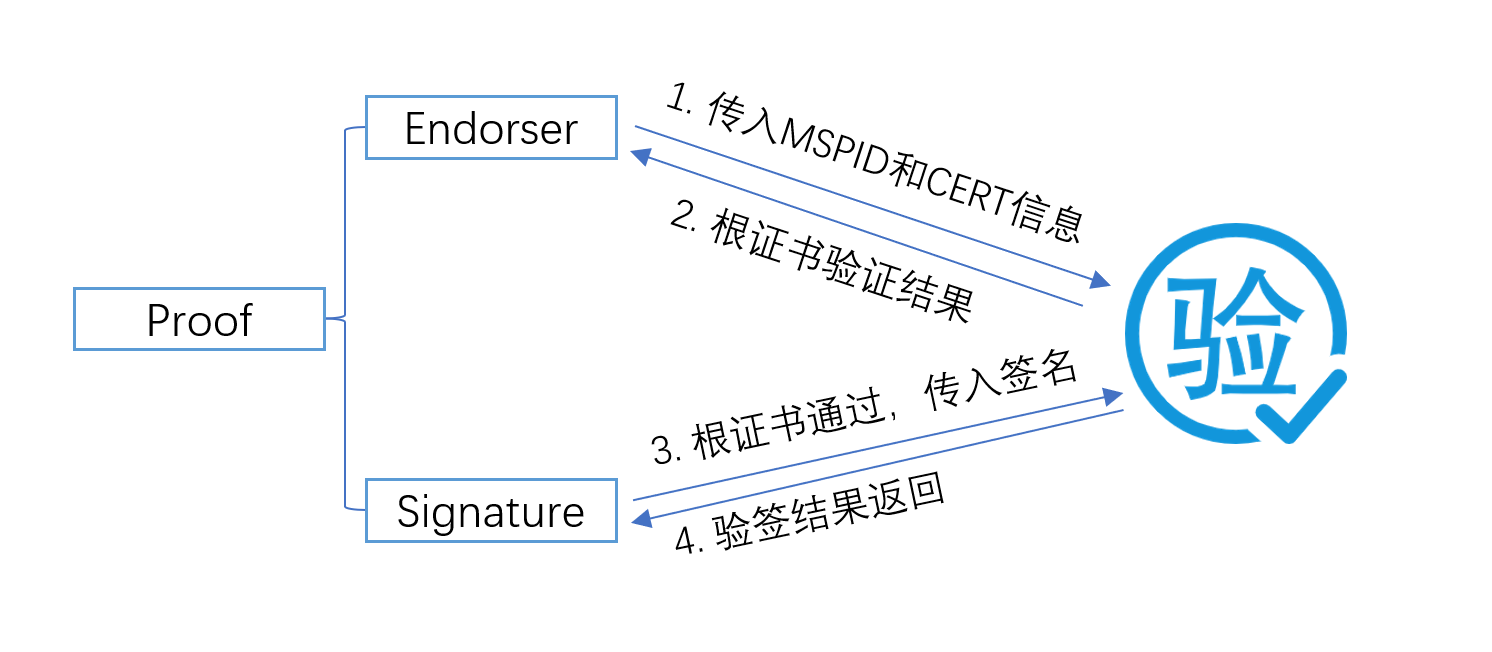 Endorser
1. 传入MSPID和CERT信息
2. 根证书验证结果
Proof
验
3. 根证书通过，传入签名
Signature
4. 验签结果返回